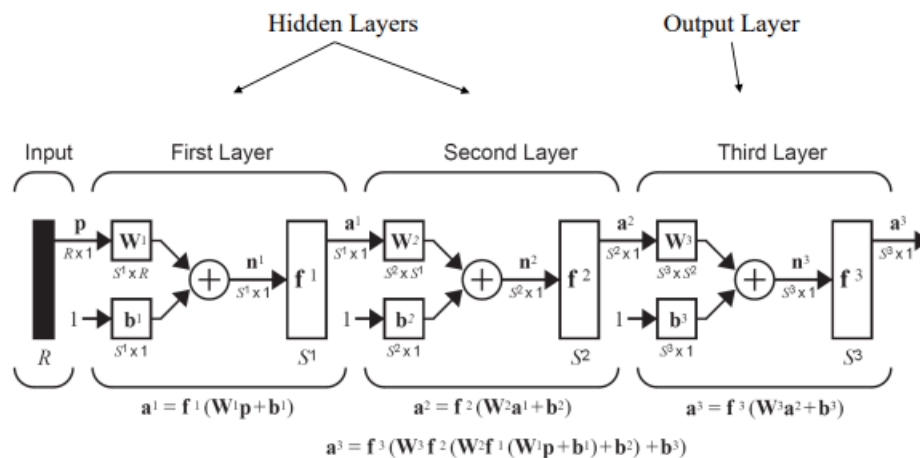 Hidden Layers Output Layer
Input First Layer Second Layer Third Layer
p a¹ a² a³
W¹ W² W³
R x 1 S¹ x 1 S² x 1 S³ x 1
S¹ x R n¹ S² x S¹ n² S³ x S² n³
+ f ¹ + f ² + f ³
S¹ x 1 S² x 1 S³ x 1
1 b¹ 1 b² 1 b³
S¹ x 1 S² x 1 S³ x 1
R S¹ S² S³
a¹ = f ¹ (W¹p + b¹) a² = f ² (W²a¹ + b²) a³ = f ³ (W³a² + b³)
a³ = f ³ (W³ f ² (W² f ¹ (W¹p + b¹) + b²) + b³)